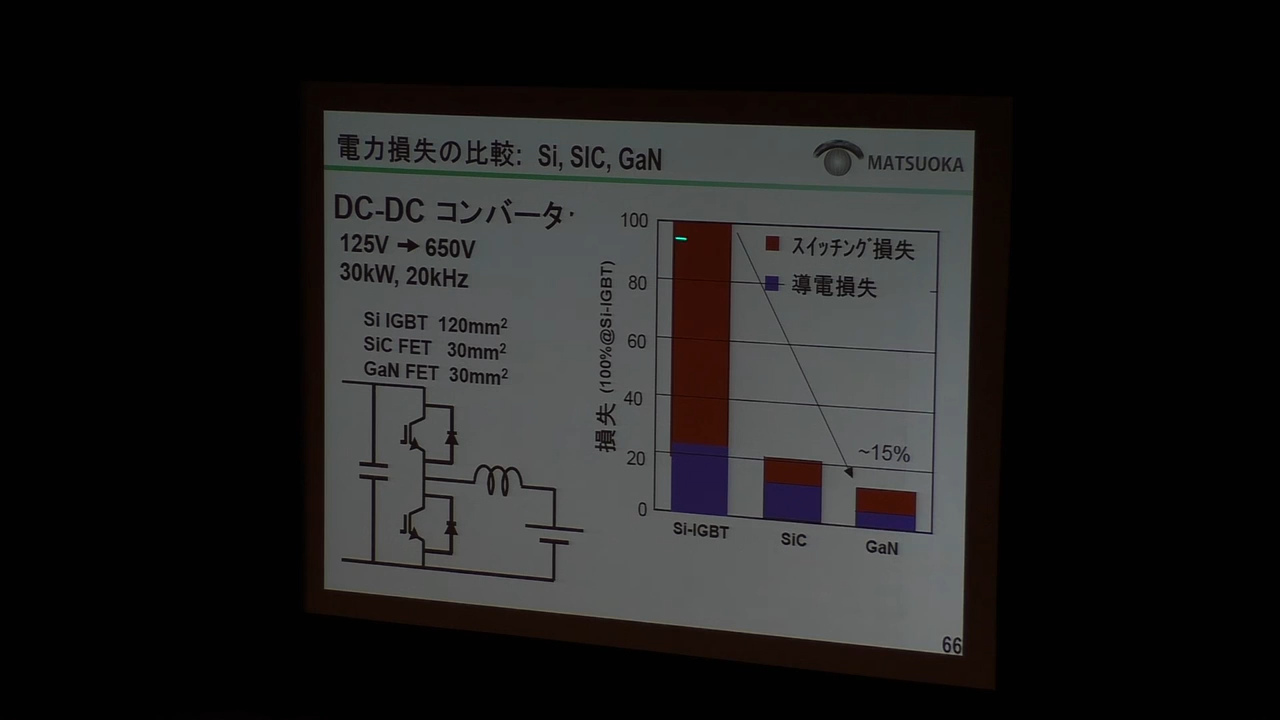 電力損失の比較: Si, SIC, GaN
MATSUOKA
DC-DC コンバータ
125V ➔ 650V
30kW, 20kHz
Si IGBT 120mm²
SiC FET 30mm²
GaN FET 30mm²
損失 (100%@Si-IGBT)
100
80
60
40
20
0
スイッチング損失
導電損失
~15%
Si-IGBT
SiC
GaN
66